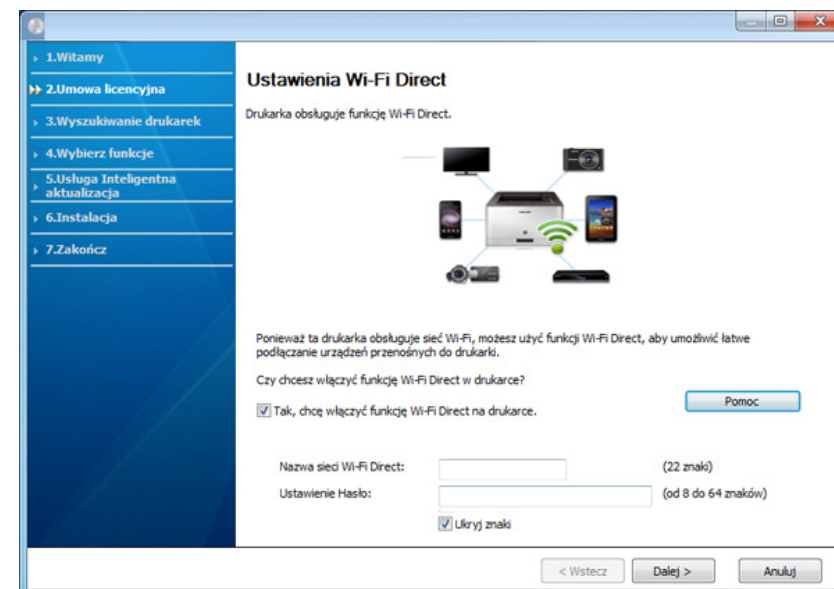 1.Witamy
2.Umowa licencyjna
3.Wyszukiwanie drukarek
4.Wybierz funkcje
5.Usługa Inteligentna
aktualizacja
6.Instalacja
7.Zakończ
Ustawienia Wi-Fi Direct
Drukarka obsługuje funkcję Wi-Fi Direct.
Ponieważ ta drukarka obsługuje sieć Wi-Fi, możesz użyć funkcji Wi-Fi Direct, aby umożliwić łatwe
podłączanie urządzeń przenośnych do drukarki.
Czy chcesz włączyć funkcję Wi-Fi Direct w drukarce?
Tak, chcę włączyć funkcję Wi-Fi Direct na drukarce.
Pomoc
Nazwa sieci Wi-Fi Direct:
(22 znaki)
Ustawienie Hasło:
(od 8 do 64 znaków)
Ukryj znaki
< Wstecz
Dalej >
Anuluj